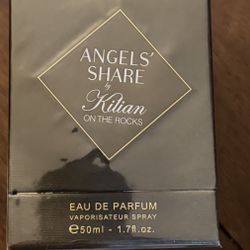 ANGELS'
SHARE
by
Kilian
ON THE ROCKS
EAU DE PARFUM
VAPORISATEUR SPRAY
℮50ml - 1.7fl.oz.